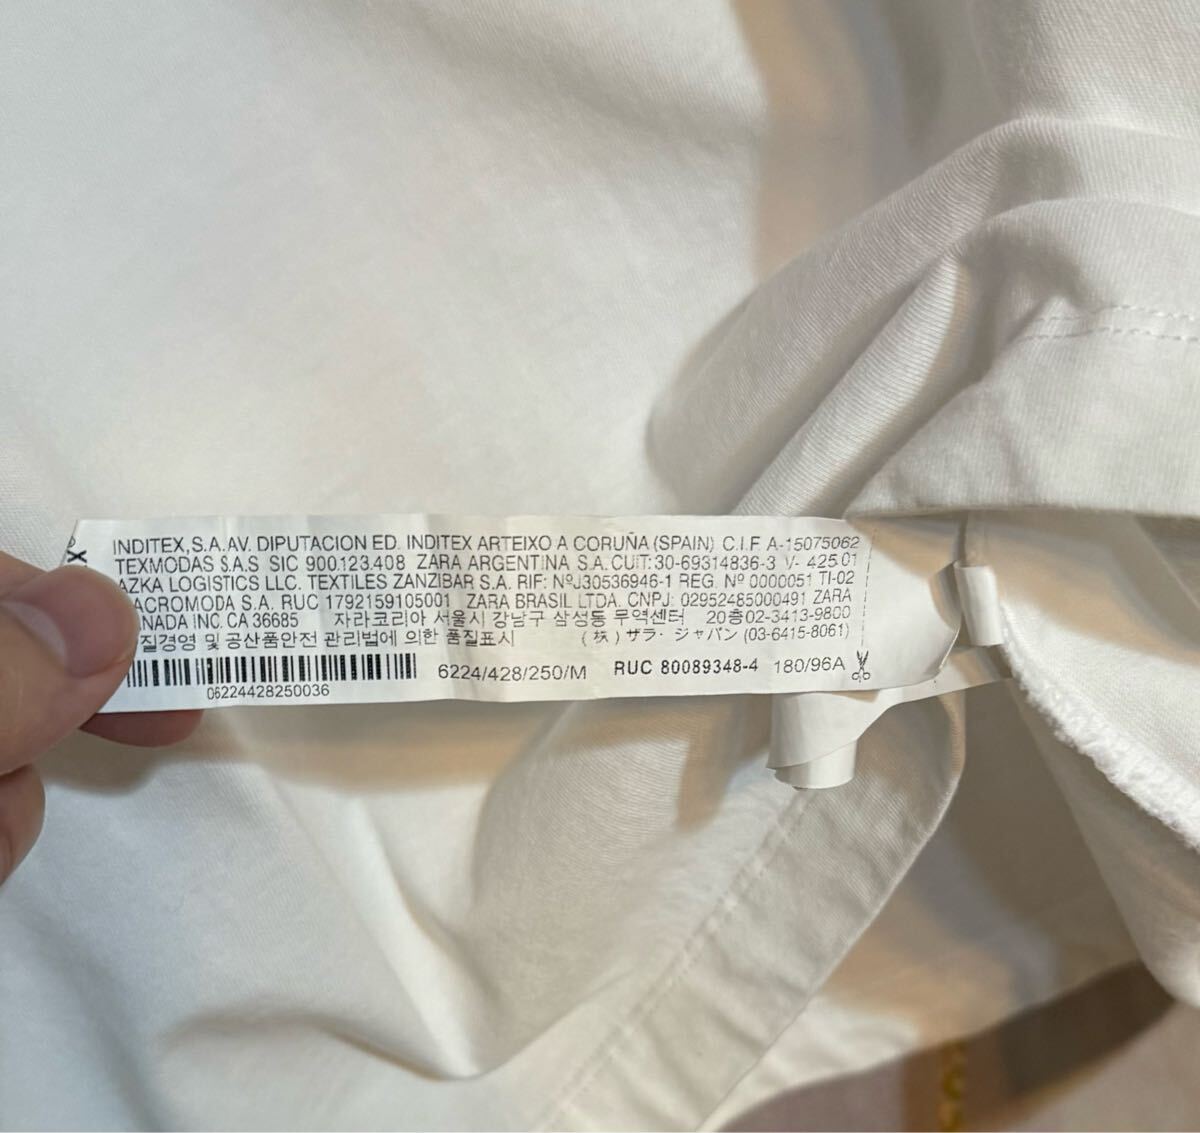 INDITEX,S.A.AV. DIPUTACION ED. INDITEX ARTEIXO A CORUÑA (SPAIN) C.I.F A-15075062
TEXMODAS S.A.S SIC 900.123.408 ZARA ARGENTINA S.A.CUIT:30-69314836-3 V- 425.01
AZKA LOGISTICS LLC. TEXTILES ZANZIBAR S.A. RIF: NºJ30536946-1 REG. Nº 0000051 TI-02
ACROMODA S.A. RUC 1792159105001 ZARA BRASIL LTDA. CNPJ: 02952485000491 ZARA
ANADA INC. CA 36685 자라코리아 서울시 강남구 삼성동 무역센터 20층02-3413-9800
질경영 및 공산품안전 관리법에 의한 품질표시 (株) ザラ・ジャパン (03-6415-8061)
6224/428/250/M RUC 80089348-4 180/96A
06224428250036